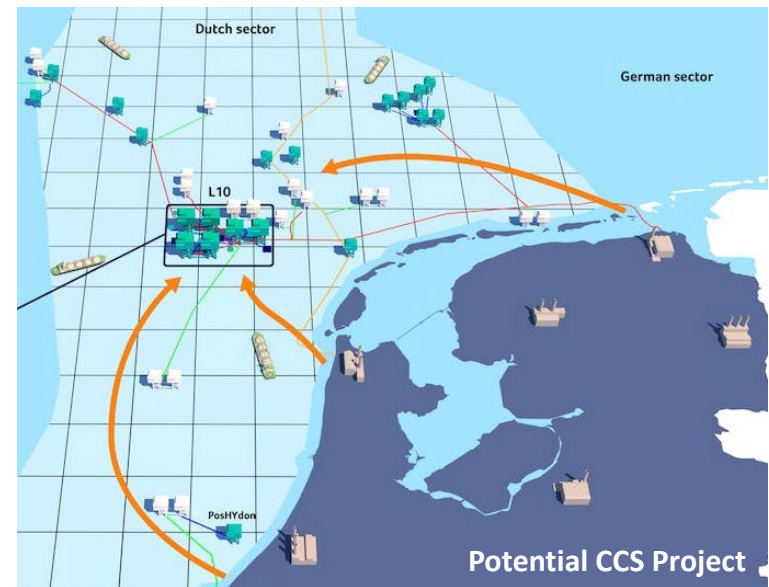 Dutch sector
German sector
L10
PosHYdon
Potential CCS Project